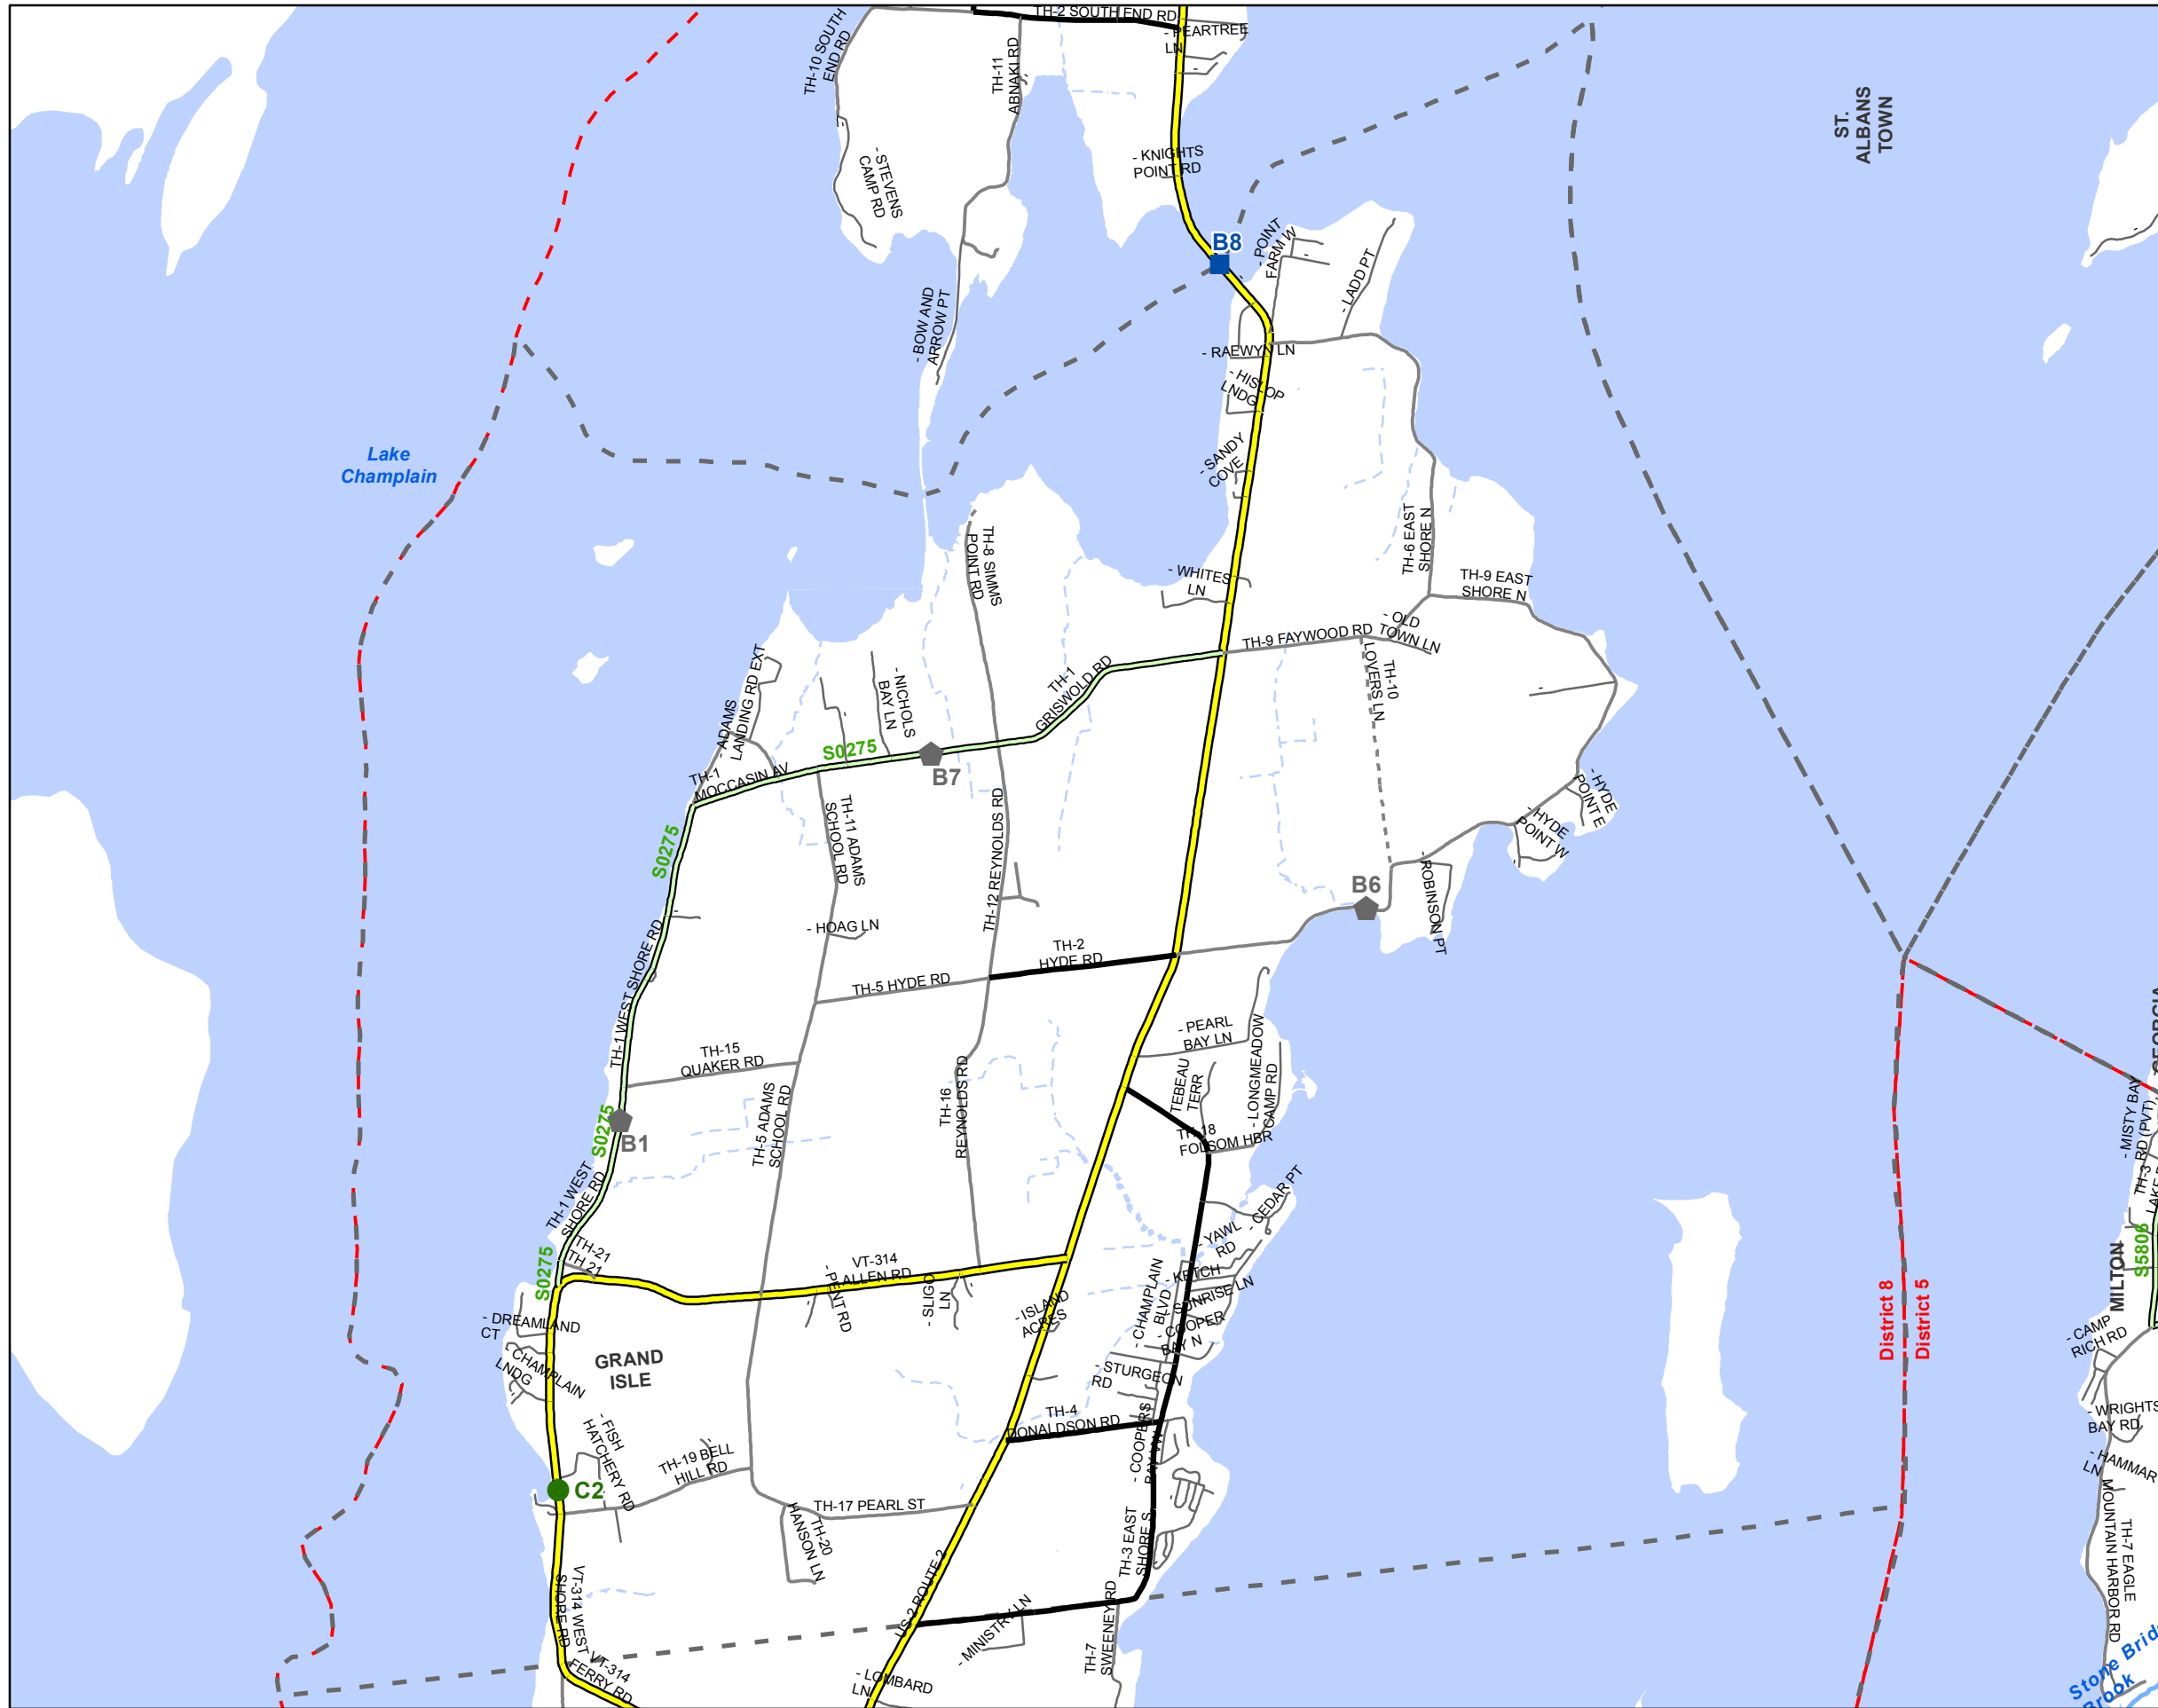 TH-2 SOUTH END RD
- PEARTREE
LN
-
TH-10 SOUTH
END RD
TH-11
ABNAKI RD
ST.
ALBANS
TOWN
- KNIGHTS
POINT RD
- STEVENS
CAMP RD
B8
- POINT
FARM W
- LADD PT
- BOW AND
ARROW PT
- RAEWYN LN
- HISLOP
LNDG
Lake
Champlain
- SANDY
COVE
TH-8 SIMMS
POINT RD
TH-6 EAST
SHORE N
- WHITES
LN
TH-9 EAST
SHORE N
- OLD
TOWN LN
TH-9 FAYWOOD RD
TH-10
LOVERS LN
- ADAMS
LANDING RD EXT
- NICHOLS
BAY LN
TH-1
GRISWOLD RD
S0275
B7
TH-1
MOCCASIN AV
TH-11 ADAMS
SCHOOL RD
S0275
TH-12 REYNOLDS RD
- HYDE
POINT E
- HYDE
POINT W
B6
- ROBINSON PT
- HOAG LN
TH-2
HYDE RD
TH-5 HYDE RD
TH-1 WEST SHORE RD
- PEARL
BAY LN
TH-15
QUAKER RD
- LONGMEADOW
CAMP RD
TEBEAU
TERR
GEORGIA
TH-16
REYNOLDS RD
TH-5 ADAMS
SCHOOL RD
S0275
B1
TH-18
FOLSOM HBR
- MISTY BAY
RD (PVT)
TH-3
TH-1 WEST
SHORE RD
- CEDAR PT
- YAWL
RD
TH-21
TH 21
S0275
VT-314
ALLEN RD
- PENT RD
- SLIGO
LN
- KETCH
- CHAMPLAIN
BLVD
- SUNRISE LN
- COOPER
BAY N
- ISLAND
ACRES
S5806
MILTON
District 8
District 5
- DREAMLAND
CT
- CHAMPLAIN
LNDG
GRAND
ISLE
- CAMP
RICH RD
- STURGEON
RD
TH-4
DONALDSON RD
- COOPERS
- FISH
HATCHERY RD
TH-19 BELL
HILL RD
- WRIGHTS
BAY RD
- HAMMAR
LN
C2
TH-17 PEARL ST
TH-20
HANSON LN
TH-3 EAST
SHORE S
TH-7 EAGLE
MOUNTAIN HARBOR RD
US-2 ROUTE 2
VT-314 WEST
SHORE RD
- MINISTRY LN
TH-7
SWEENEY RD
VT-314
FERRY RD
- LOMBARD
LN
Stone Brid
Brook